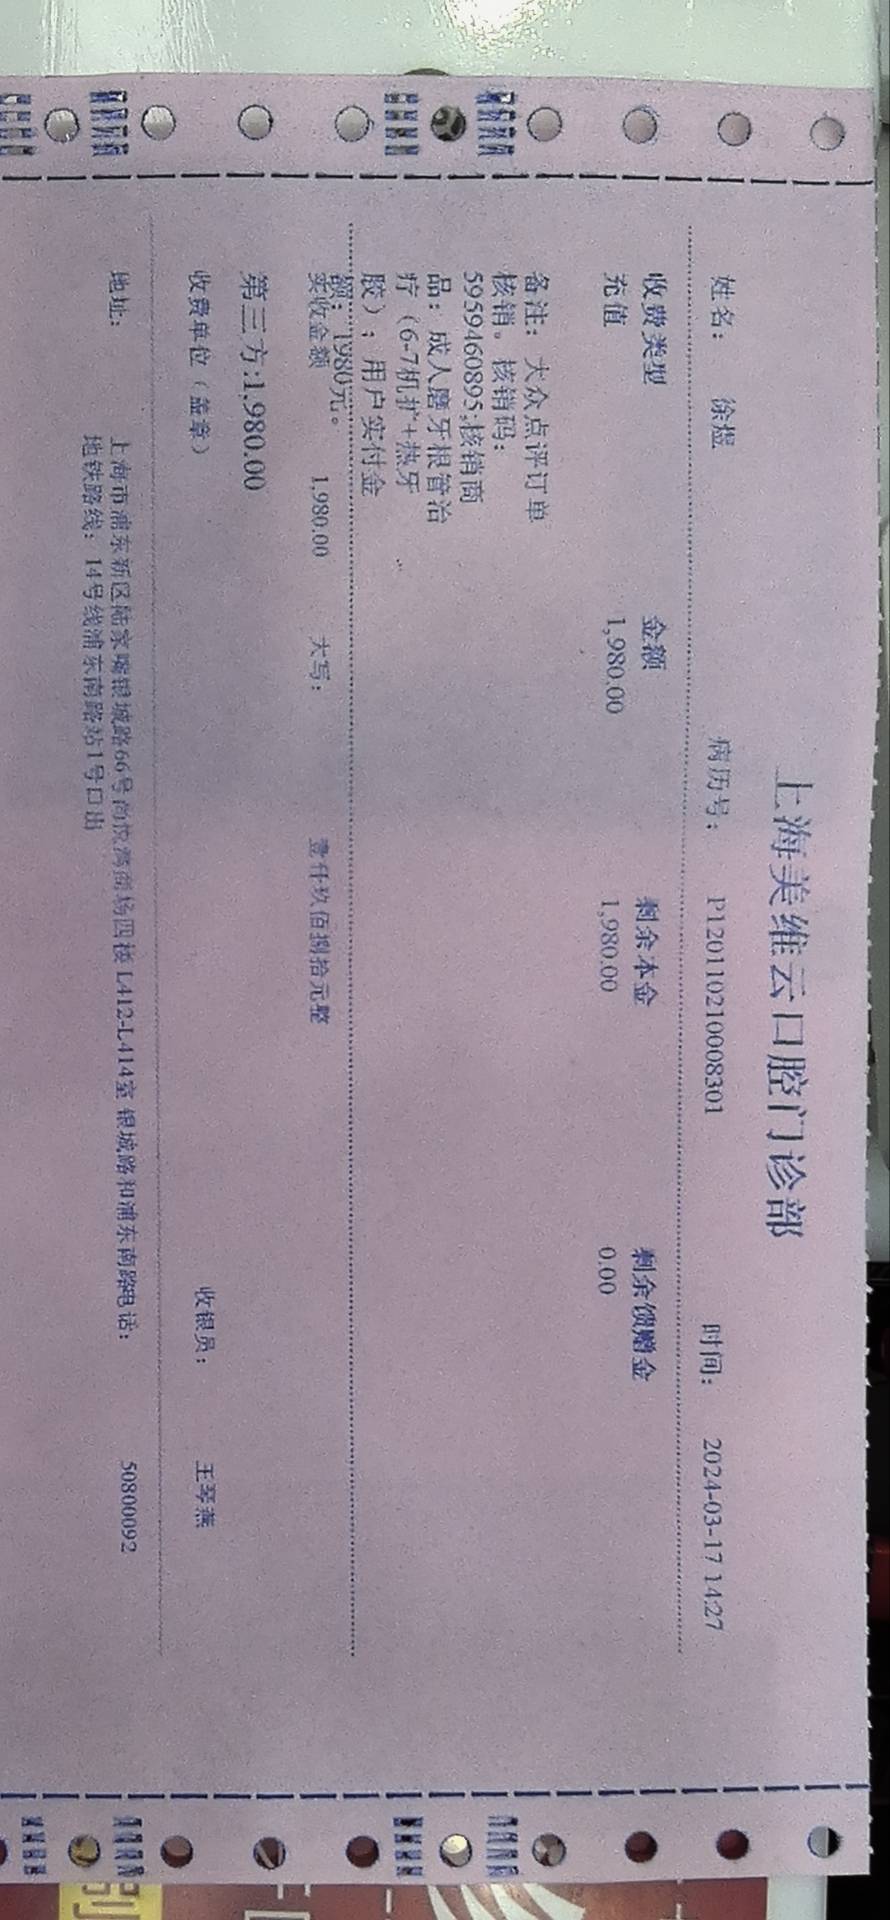 上海美维云口腔门诊部
姓名： 徐煜 病历号： P120110210008301 时间： 2024-03-17 14:27
收费类型 金额 剩余本金 剩余馈赠金
充值 1,980.00 1,980.00 0.00
备注：大众点评订单
核销。核销码：
5959460895;核销商
品：成人磨牙根管治
疗（6-7机扩+热牙
胶）；用户实付金
额：1980元。
实收金额 1,980.00 大写： 壹仟玖佰捌拾元整
第三方:1,980.00
收费单位（盖章） 收银员： 王琴燕
地址： 上海市浦东新区陆家嘴银城路66号尚悦湾商场四楼 L412-L414室 银城路和浦东南路 电话： 50800092
地铁路线：14号线浦东南路站1号口出